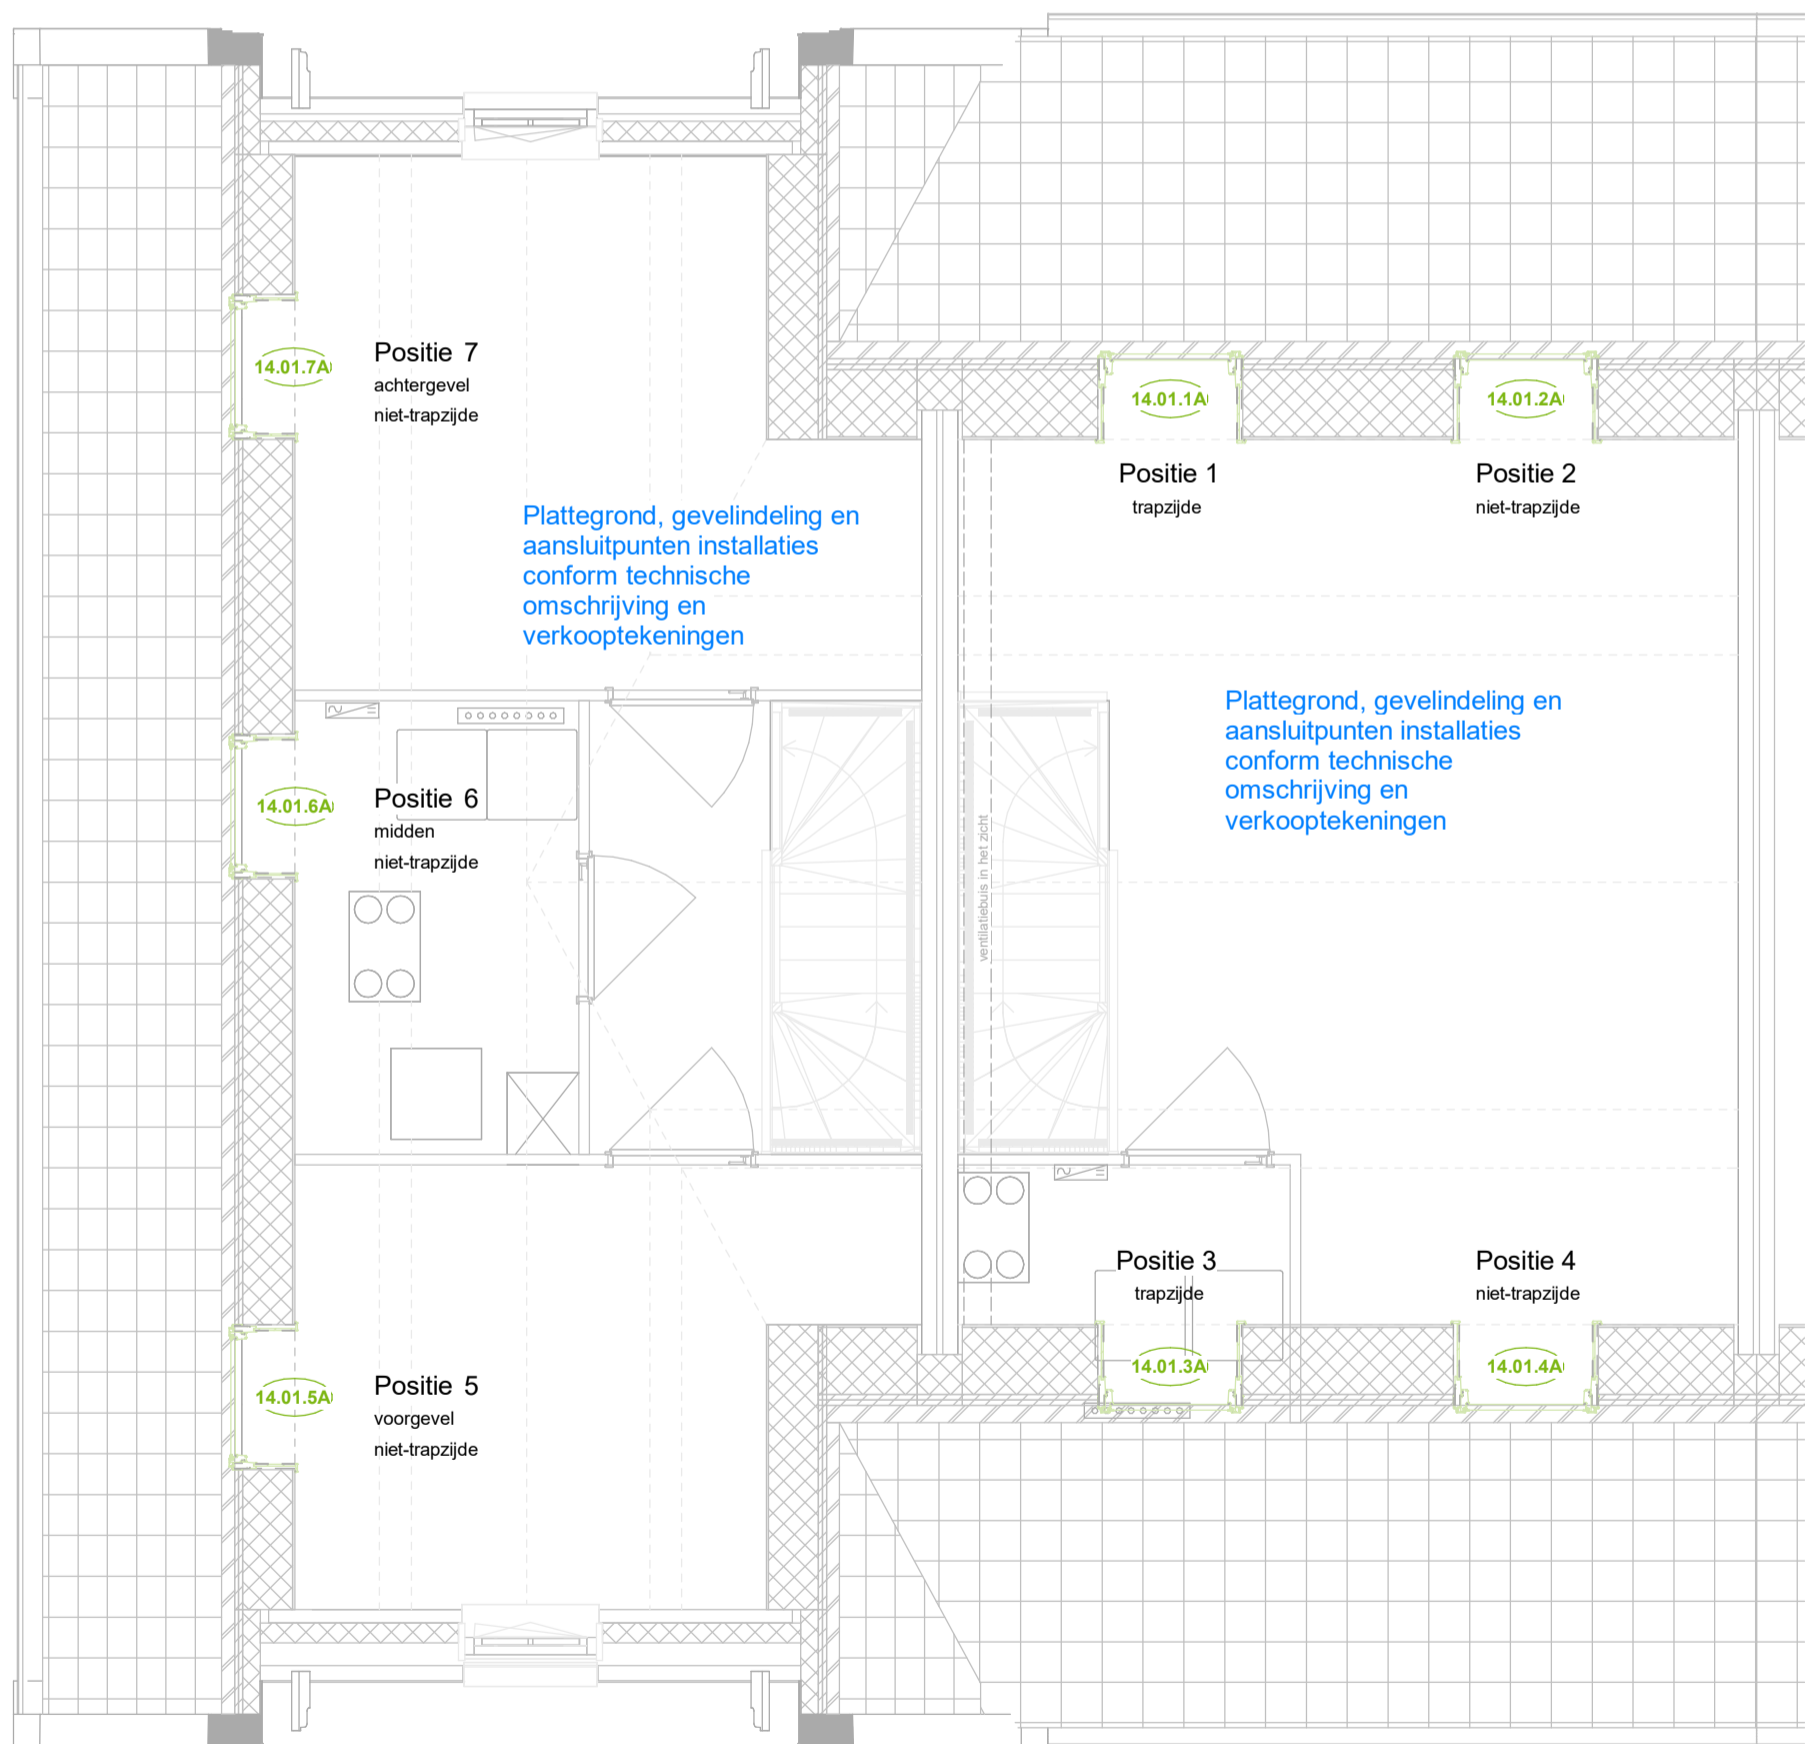 Positie 7
achtergevel
niet-trapzijde
14.01.7A
14.01.1A
14.01.2A
Positie 1
trapzijde
Positie 2
niet-trapzijde
Plattegrond, gevelindeling en
aansluitpunten installaties
conform technische
omschrijving en
verkooptekeningen
Plattegrond, gevelindeling en
aansluitpunten installaties
conform technische
omschrijving en
verkooptekeningen
14.01.6A
Positie 6
midden
niet-trapzijde
ventilatiebuis in het zicht
Positie 3
trapzijde
14.01.3A
Positie 4
niet-trapzijde
14.01.4A
14.01.5A
Positie 5
voorgevel
niet-trapzijde